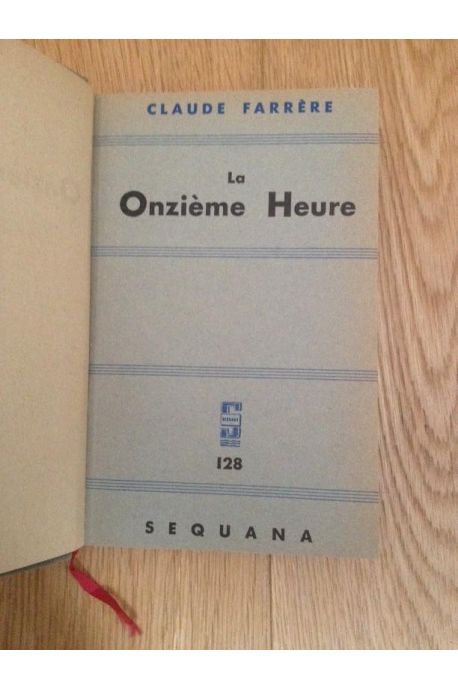 CLAUDE FARRÈRE
La
Onzième Heure
128
SEQUANA